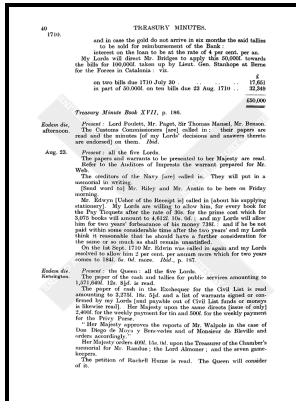 40 TREASURY MINUTES.
1710.
and in case the gold do not arrive in six months the said tallies
to be sold for reimbursement of the Bank:
interest on the loan to be at the rate of 4 per cent. per an.
My Lords will direct Mr. Bridges to apply this 50,000l. towards
the bills for 100,000l. taken up by Lieut. Gen. Stanhope at Berne
for the Forces in Catalonia: viz.
£
on two bills due 1710 July 30 . . . . 17,651
in part of 50,000l. on ten bills due 23 Aug. 1710 . . 32,349
£50,000
Treasury Minute Book XVII, p. 186.
Eodem die, afternoon.
Present: Lord Poulett, Mr. Paget, Sir Thomas Mansel, Mr. Benson.
The Customs Commissioners [are] called in: their papers are
read and the minutes [of my Lords' decision and answers thereto
are endorsed] on them. Ibid.
Aug. 23.
Present: all the five Lords.
The papers and warrants to be presented to her Majesty are read.
Refer to the Auditors of Imprests the warrant prepared for Mr.
Web.
The creditors of the Navy [are] called in. They will put in a
memorial in writing.
[Send word to] Mr. Riley and Mr. Austin to be here on Friday
morning.
Mr. Edwyn [Usher of the Receipt] is called in [about his supplying
stationery]. My Lords are willing to allow him, for every book for
the Pay Tickets after the rate of 30s. for the prime cost which for
3,075 books will amount to 4,612l. 10s. 0d.; and my Lords will allow
him for two years' forbearance of his money 738l. : and if he be not
paid within some considerable time after the two years' end my Lords
think it reasonable that he should have a further consideration for
the same or so much as shall remain unsatisfied.
On the 1st Sept. 1710 Mr. Edwin was called in again and my Lords
resolved to allow him 2 per cent. per annum more which for two years
comes to 184l. 5s. 0d. more. Ibid., p. 187.
Eodem die. Kensington.
Present: the Queen: all the five Lords.
The paper of the cash and tallies for public services amounting to
1,571,649l. 12s. 8½d. is read.
The paper of cash in the Exchequer for the Civil List is read
amounting to 3,275l. 18s. 5½d. and a list of warrants signed or con-
firmed by my Lords [and payable out of Civil List funds or moneys
is likewise read]. Her Majesty upon the same directs [issue of only]
2,400l. for the weekly payment for tin and 500l. for the weekly payment
for the Privy Purse.
"Her Majesty approves the reports of Mr. Walpole in the case of
Don Diego de Moya y Ben-vedes and of Monsieur de Bieville and
orders accordingly."
Her Majesty orders 400l. 15s. 0d. upon the Treasurer of the Chamber's
memorial for Mr. Randue; the Lord Almoner; and the seven game-
keepers.
The petition of Rachell Hume is read. The Queen will consider
of it.